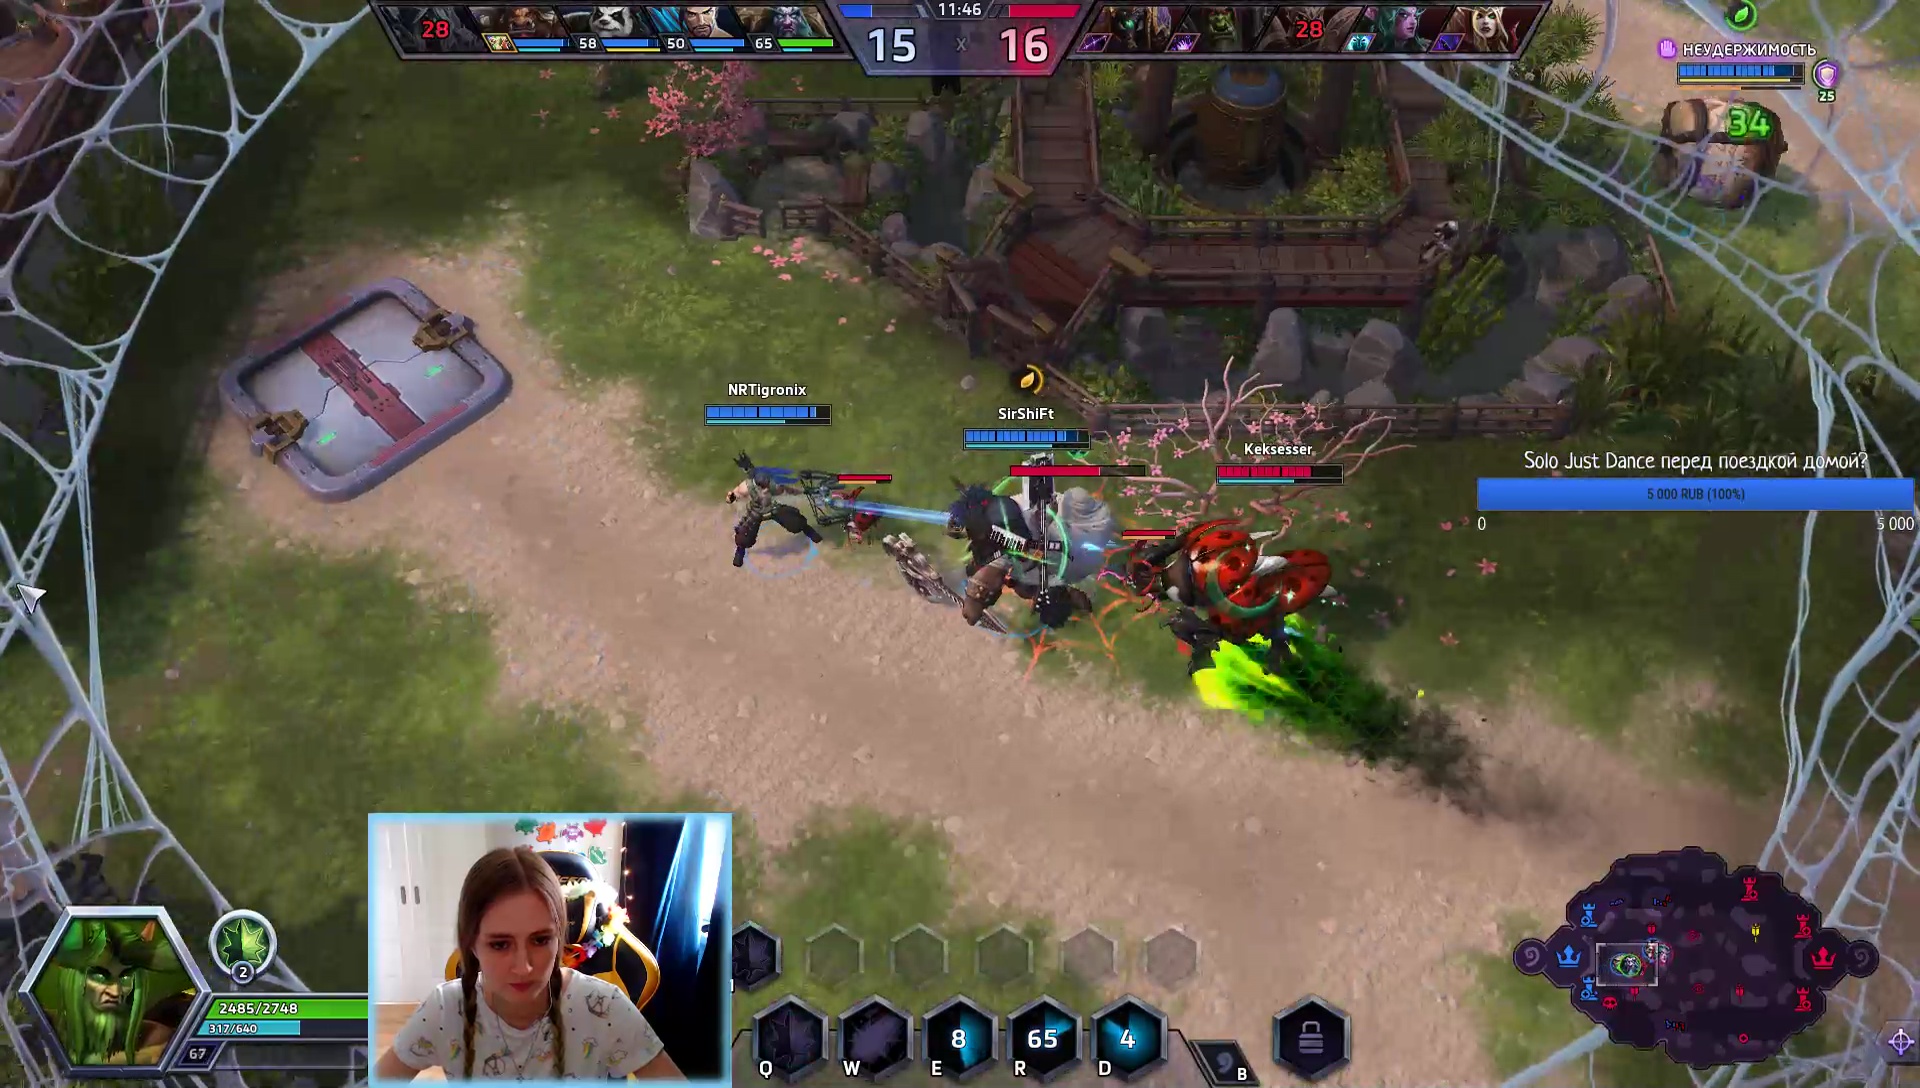 28
58
50
65
15
11:46
X
16
28
НЕУДЕРЖИМОСТЬ
25
34
NRTigronix
SirShiFt
Keksesser
Solo Just Dance перед поездкой домой?
5 000 RUB (100%)
0
5 000
2
2485/2748
317/640
67
8
65
4
Q
W
E
R
D
B